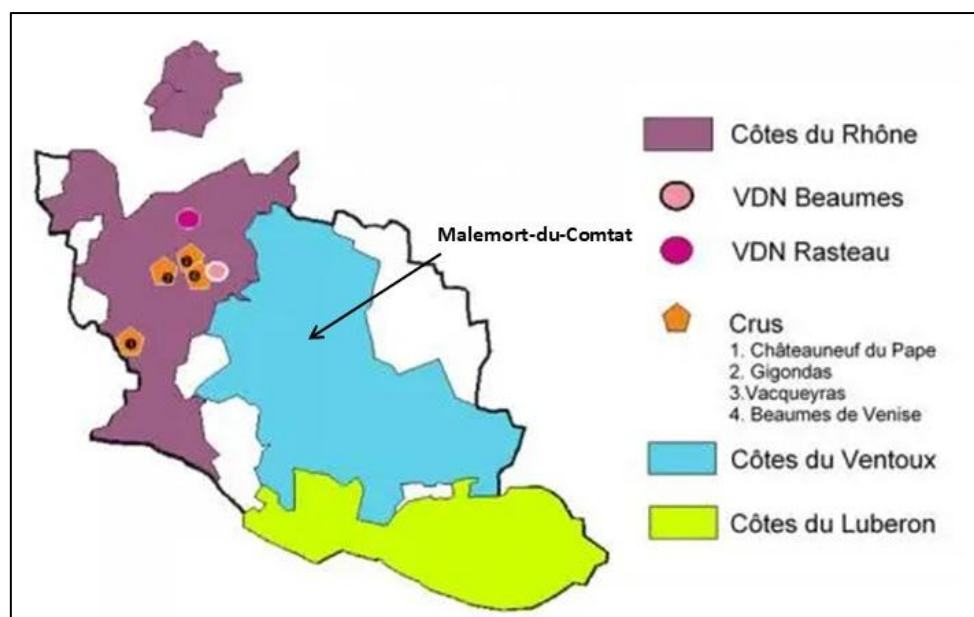 Malemort-du-Comtat
Côtes du Rhône
VDN Beaumes
VDN Rasteau
Crus
1. Châteauneuf du Pape
2. Gigondas
3.Vacqueyras
4. Beaumes de Venise
Côtes du Ventoux
Côtes du Luberon